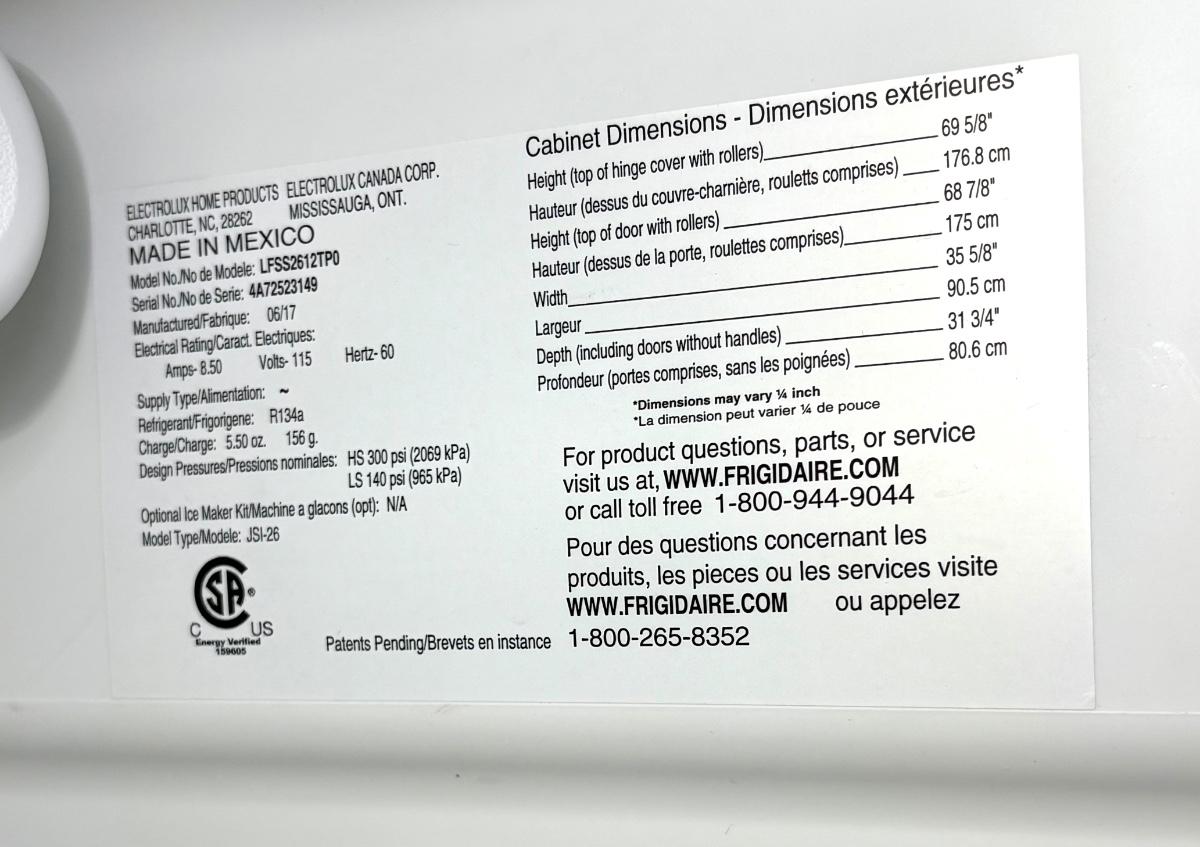 ELECTROLUX HOME PRODUCTS ELECTROLUX CANADA CORP.
CHARLOTTE, NC, 28262 MISSISSAUGA, ONT.
MADE IN MEXICO
Model No./No de Modele: LFSS2612TP0
Serial No./No de Serie: 4A72523149
Manufactured/Fabrique: 06/17
Electrical Rating/Caract. Electriques:
Amps- 8.50 Volts- 115 Hertz- 60
Supply Type/Alimentation: ~
Refrigerant/Frigorigene: R134a
Charge/Charge: 5.50 oz. 156 g.
Design Pressures/Pressions nominales: HS 300 psi (2069 kPa)
LS 140 psi (965 kPa)
Optional Ice Maker Kit/Machine a glacons (opt): N/A
Model Type/Modele: JSI-26
SA®
C US
Energy Verified
159605
Patents Pending/Brevets en instance
Cabinet Dimensions - Dimensions extérieures*
Height (top of hinge cover with rollers) 69 5/8"
Hauteur (dessus du couvre-charnière, rouletts comprises) 176.8 cm
Height (top of door with rollers) 68 7/8"
Hauteur (dessus de la porte, roulettes comprises) 175 cm
Width 35 5/8"
Largeur 90.5 cm
Depth (including doors without handles) 31 3/4"
Profondeur (portes comprises, sans les poignées) 80.6 cm
*Dimensions may vary ¼ inch
*La dimension peut varier ¼ de pouce
For product questions, parts, or service
visit us at, WWW.FRIGIDAIRE.COM
or call toll free 1-800-944-9044
Pour des questions concernant les
produits, les pieces ou les services visite
WWW.FRIGIDAIRE.COM ou appelez
1-800-265-8352